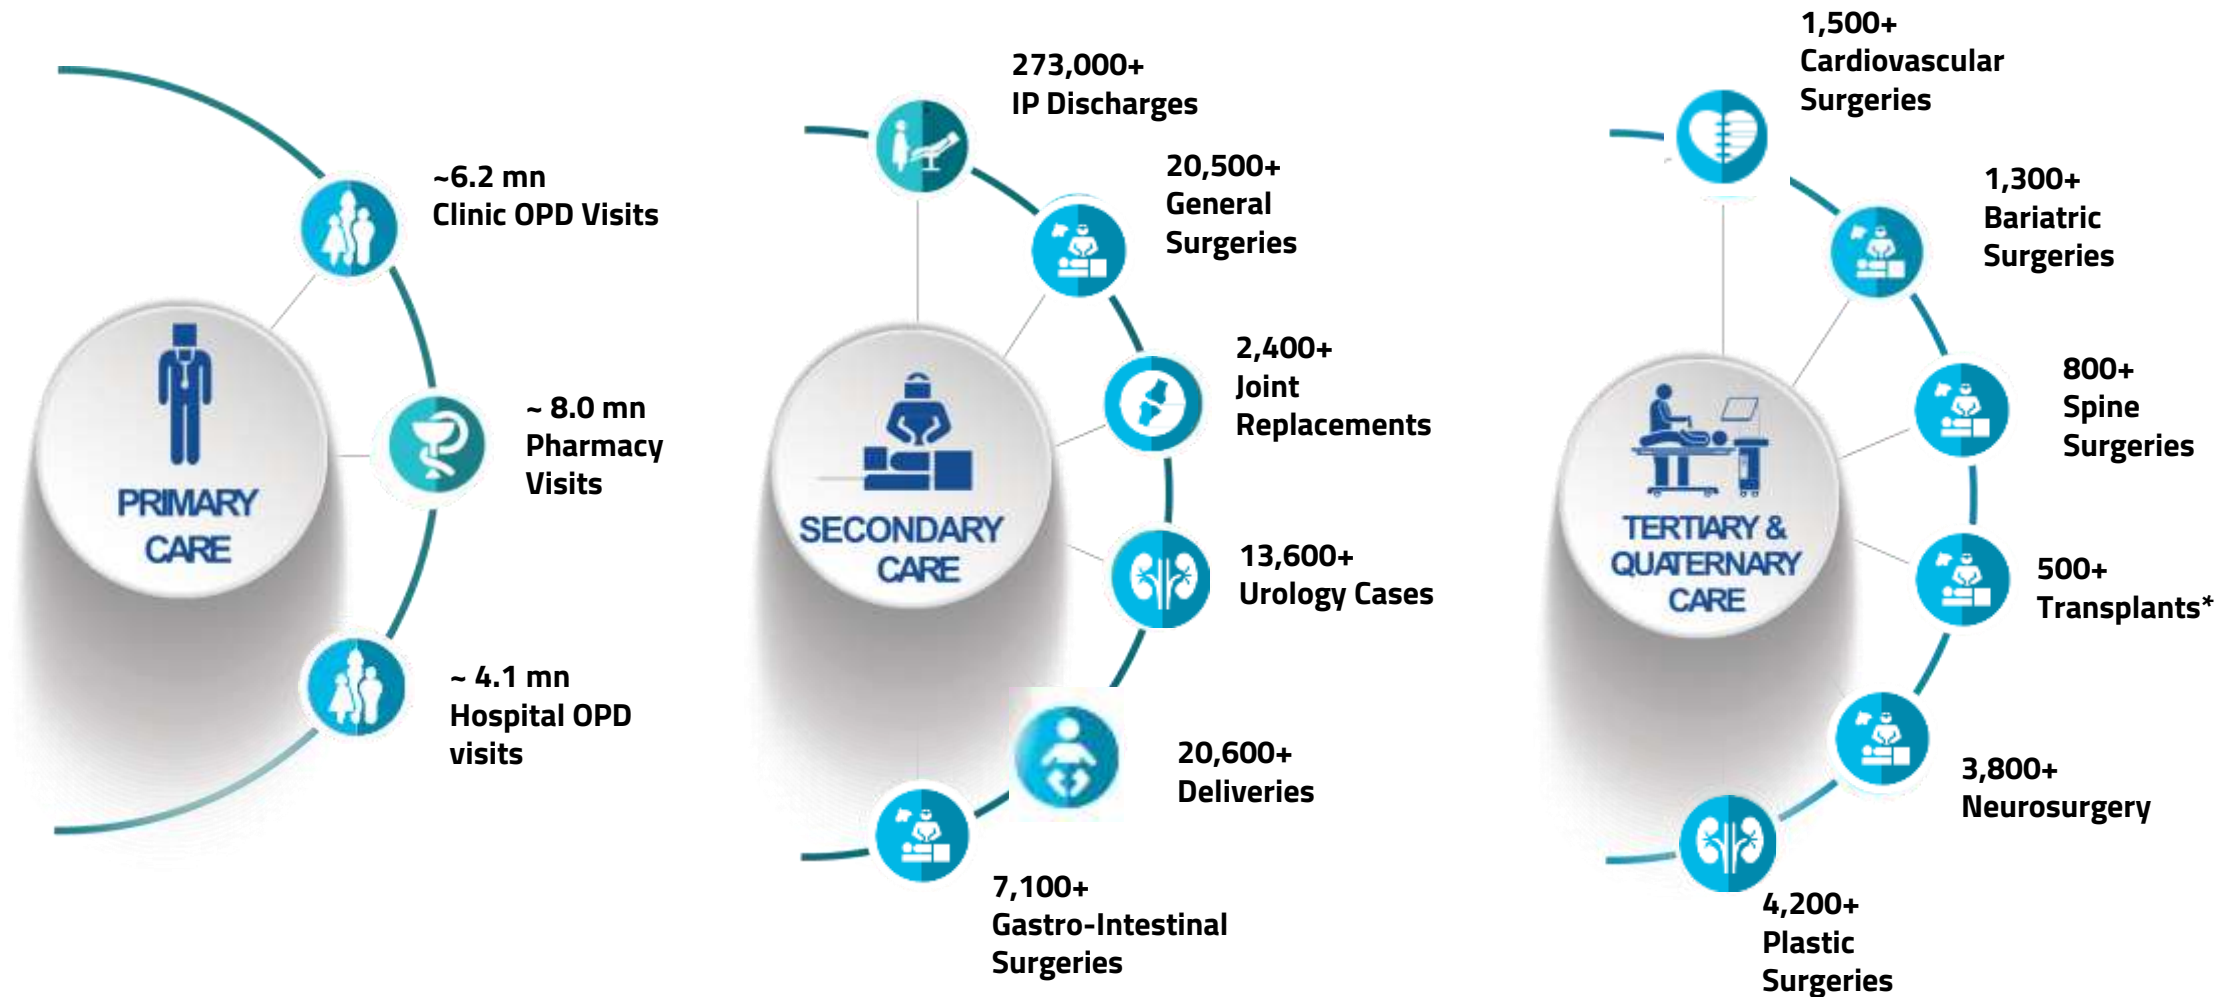 ~6.2 mn
Clinic OPD Visits
~ 8.0 mn
Pharmacy
Visits
~ 4.1 mn
Hospital OPD
visits
PRIMARY
CARE
273,000+
IP Discharges
20,500+
General
Surgeries
2,400+
Joint
Replacements
13,600+
Urology Cases
20,600+
Deliveries
7,100+
Gastro-Intestinal
Surgeries
SECONDARY
CARE
1,500+
Cardiovascular
Surgeries
1,300+
Bariatric
Surgeries
800+
Spine
Surgeries
500+
Transplants*
3,800+
Neurosurgery
4,200+
Plastic
Surgeries
TERTIARY &
QUATERNARY
CARE